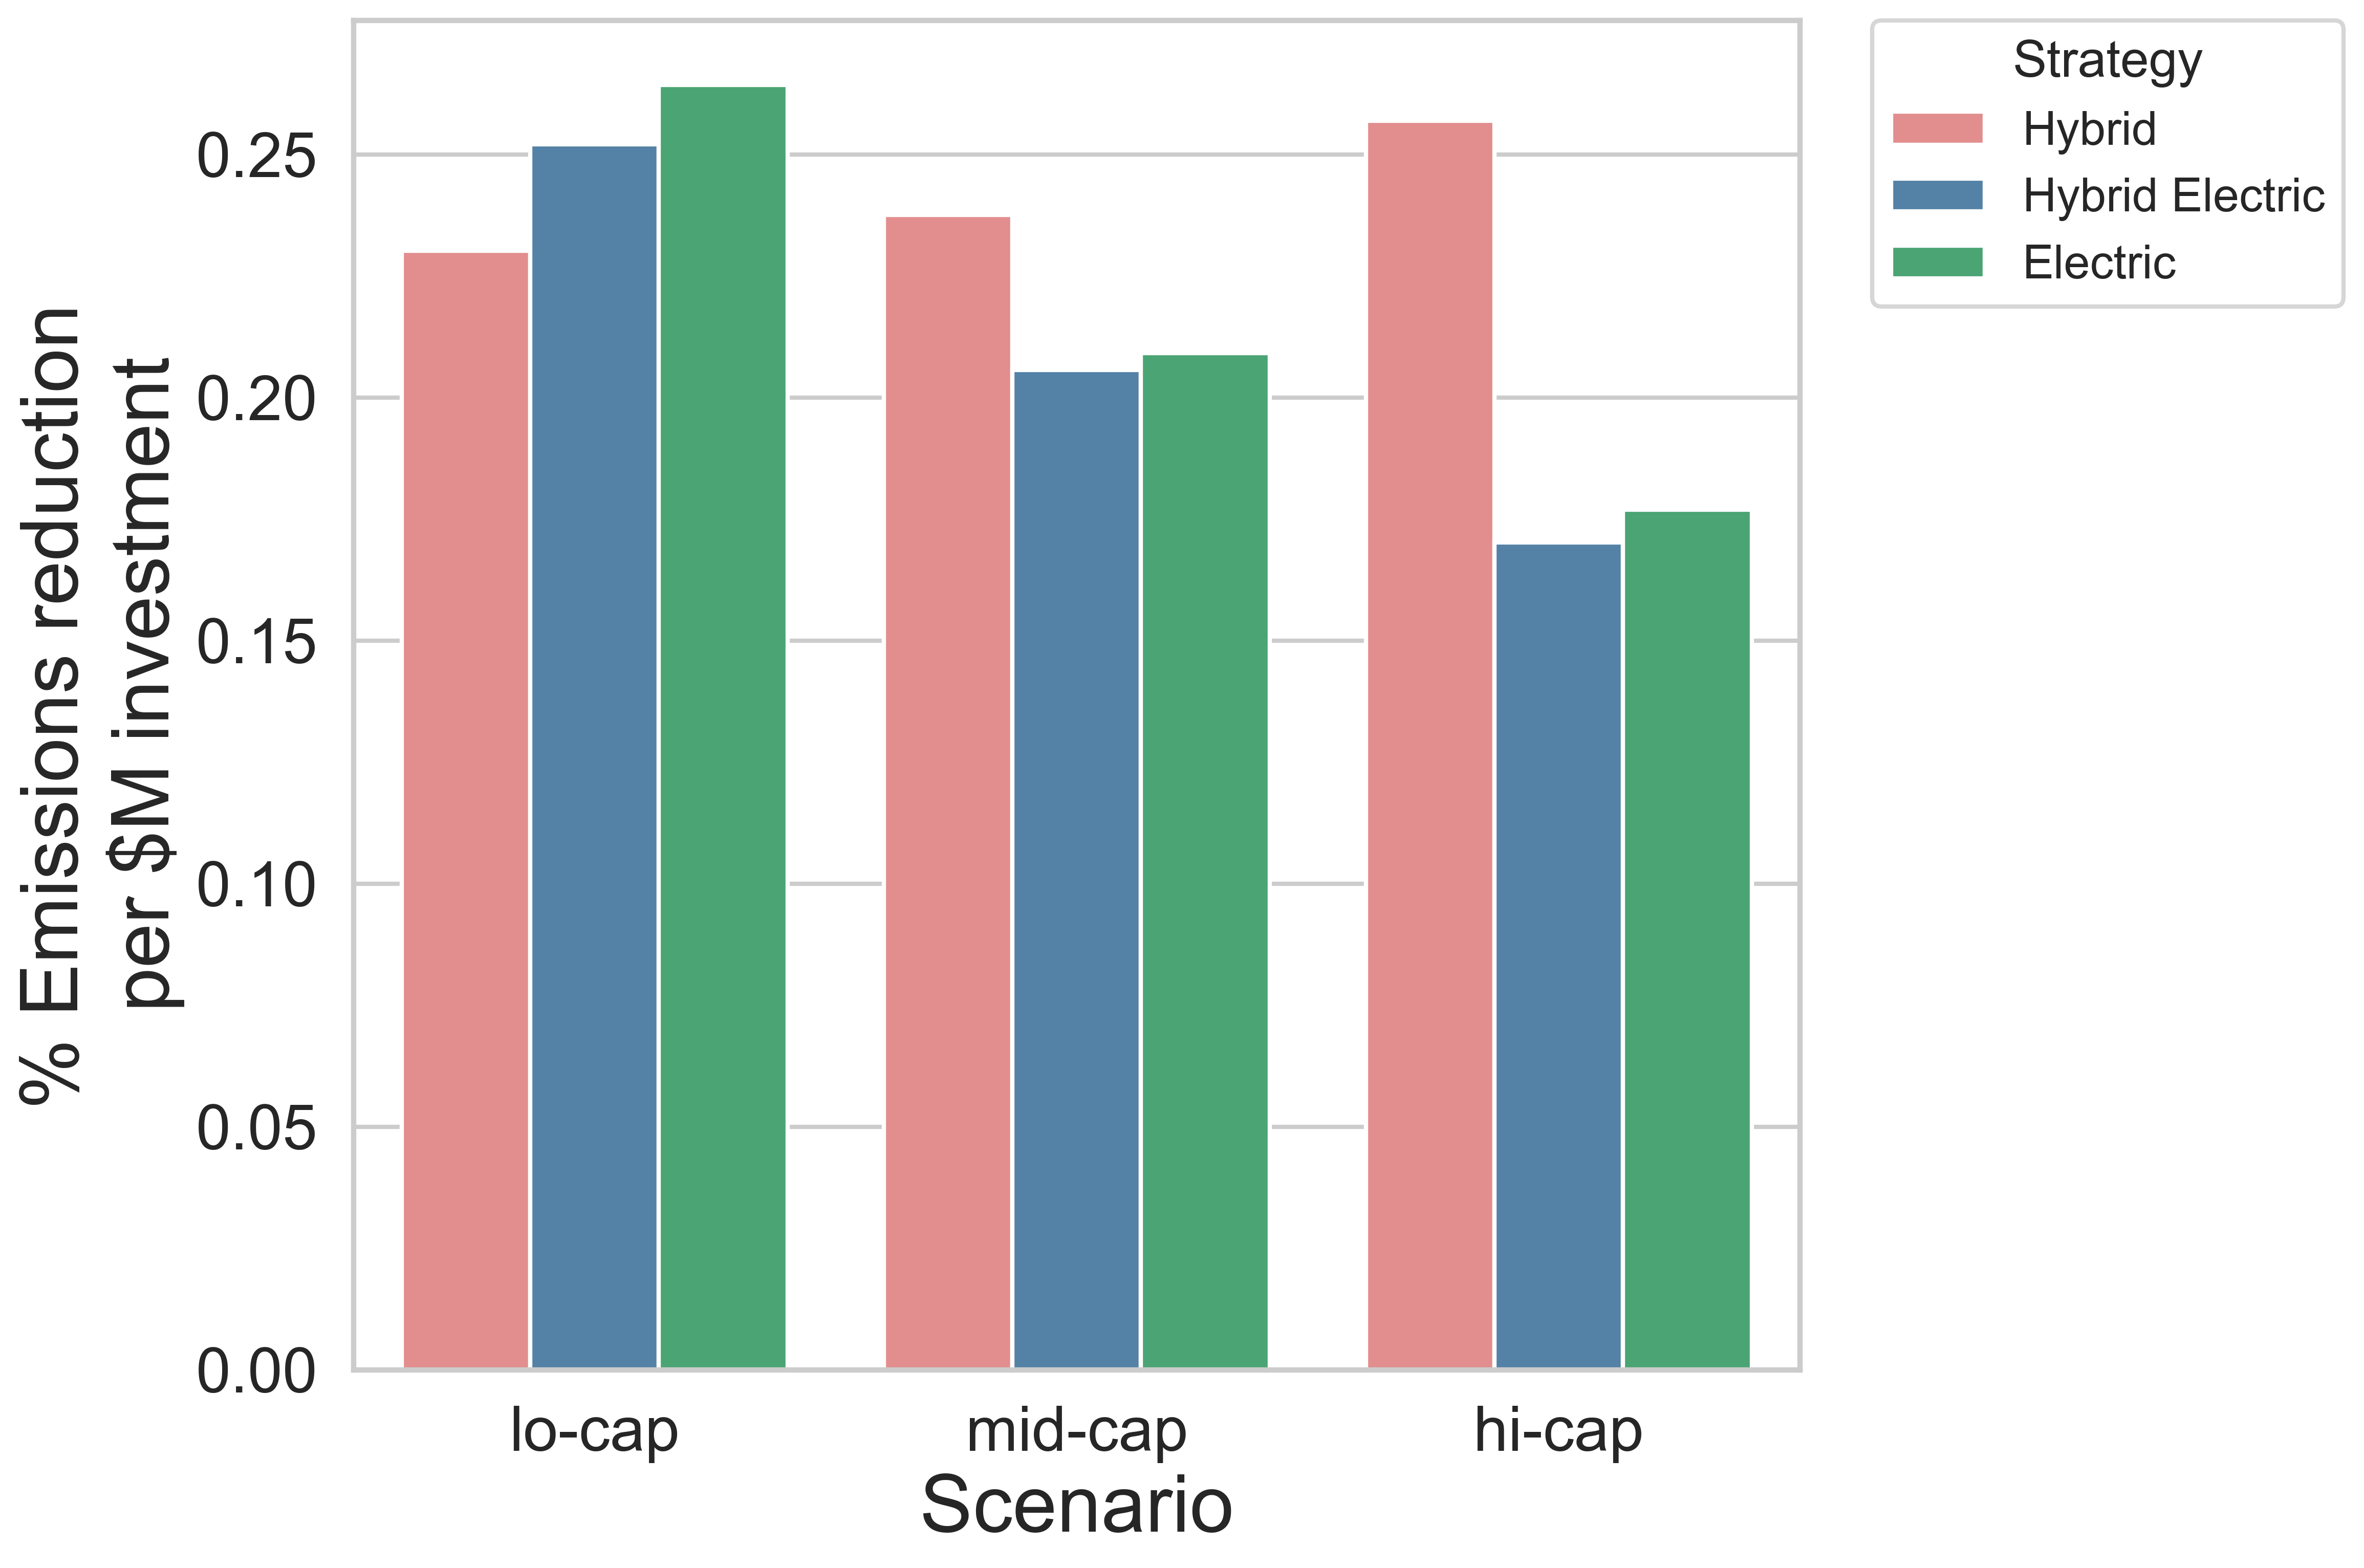 % Emissions reduction
per $M investment
0.25
0.20
0.15
0.10
0.05
0.00
lo-cap
mid-cap
hi-cap
Scenario
Strategy
Hybrid
Hybrid Electric
Electric